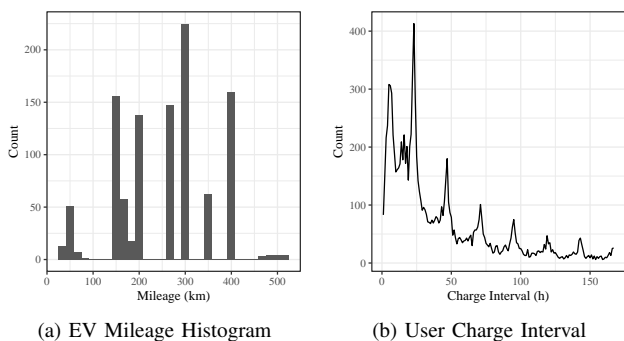 200
150
100
50
0
Count
0 100 200 300 400 500
Mileage (km)
400
300
200
100
0
Count
0 50 100 150
Charge Interval (h)
(a) EV Mileage Histogram
(b) User Charge Interval